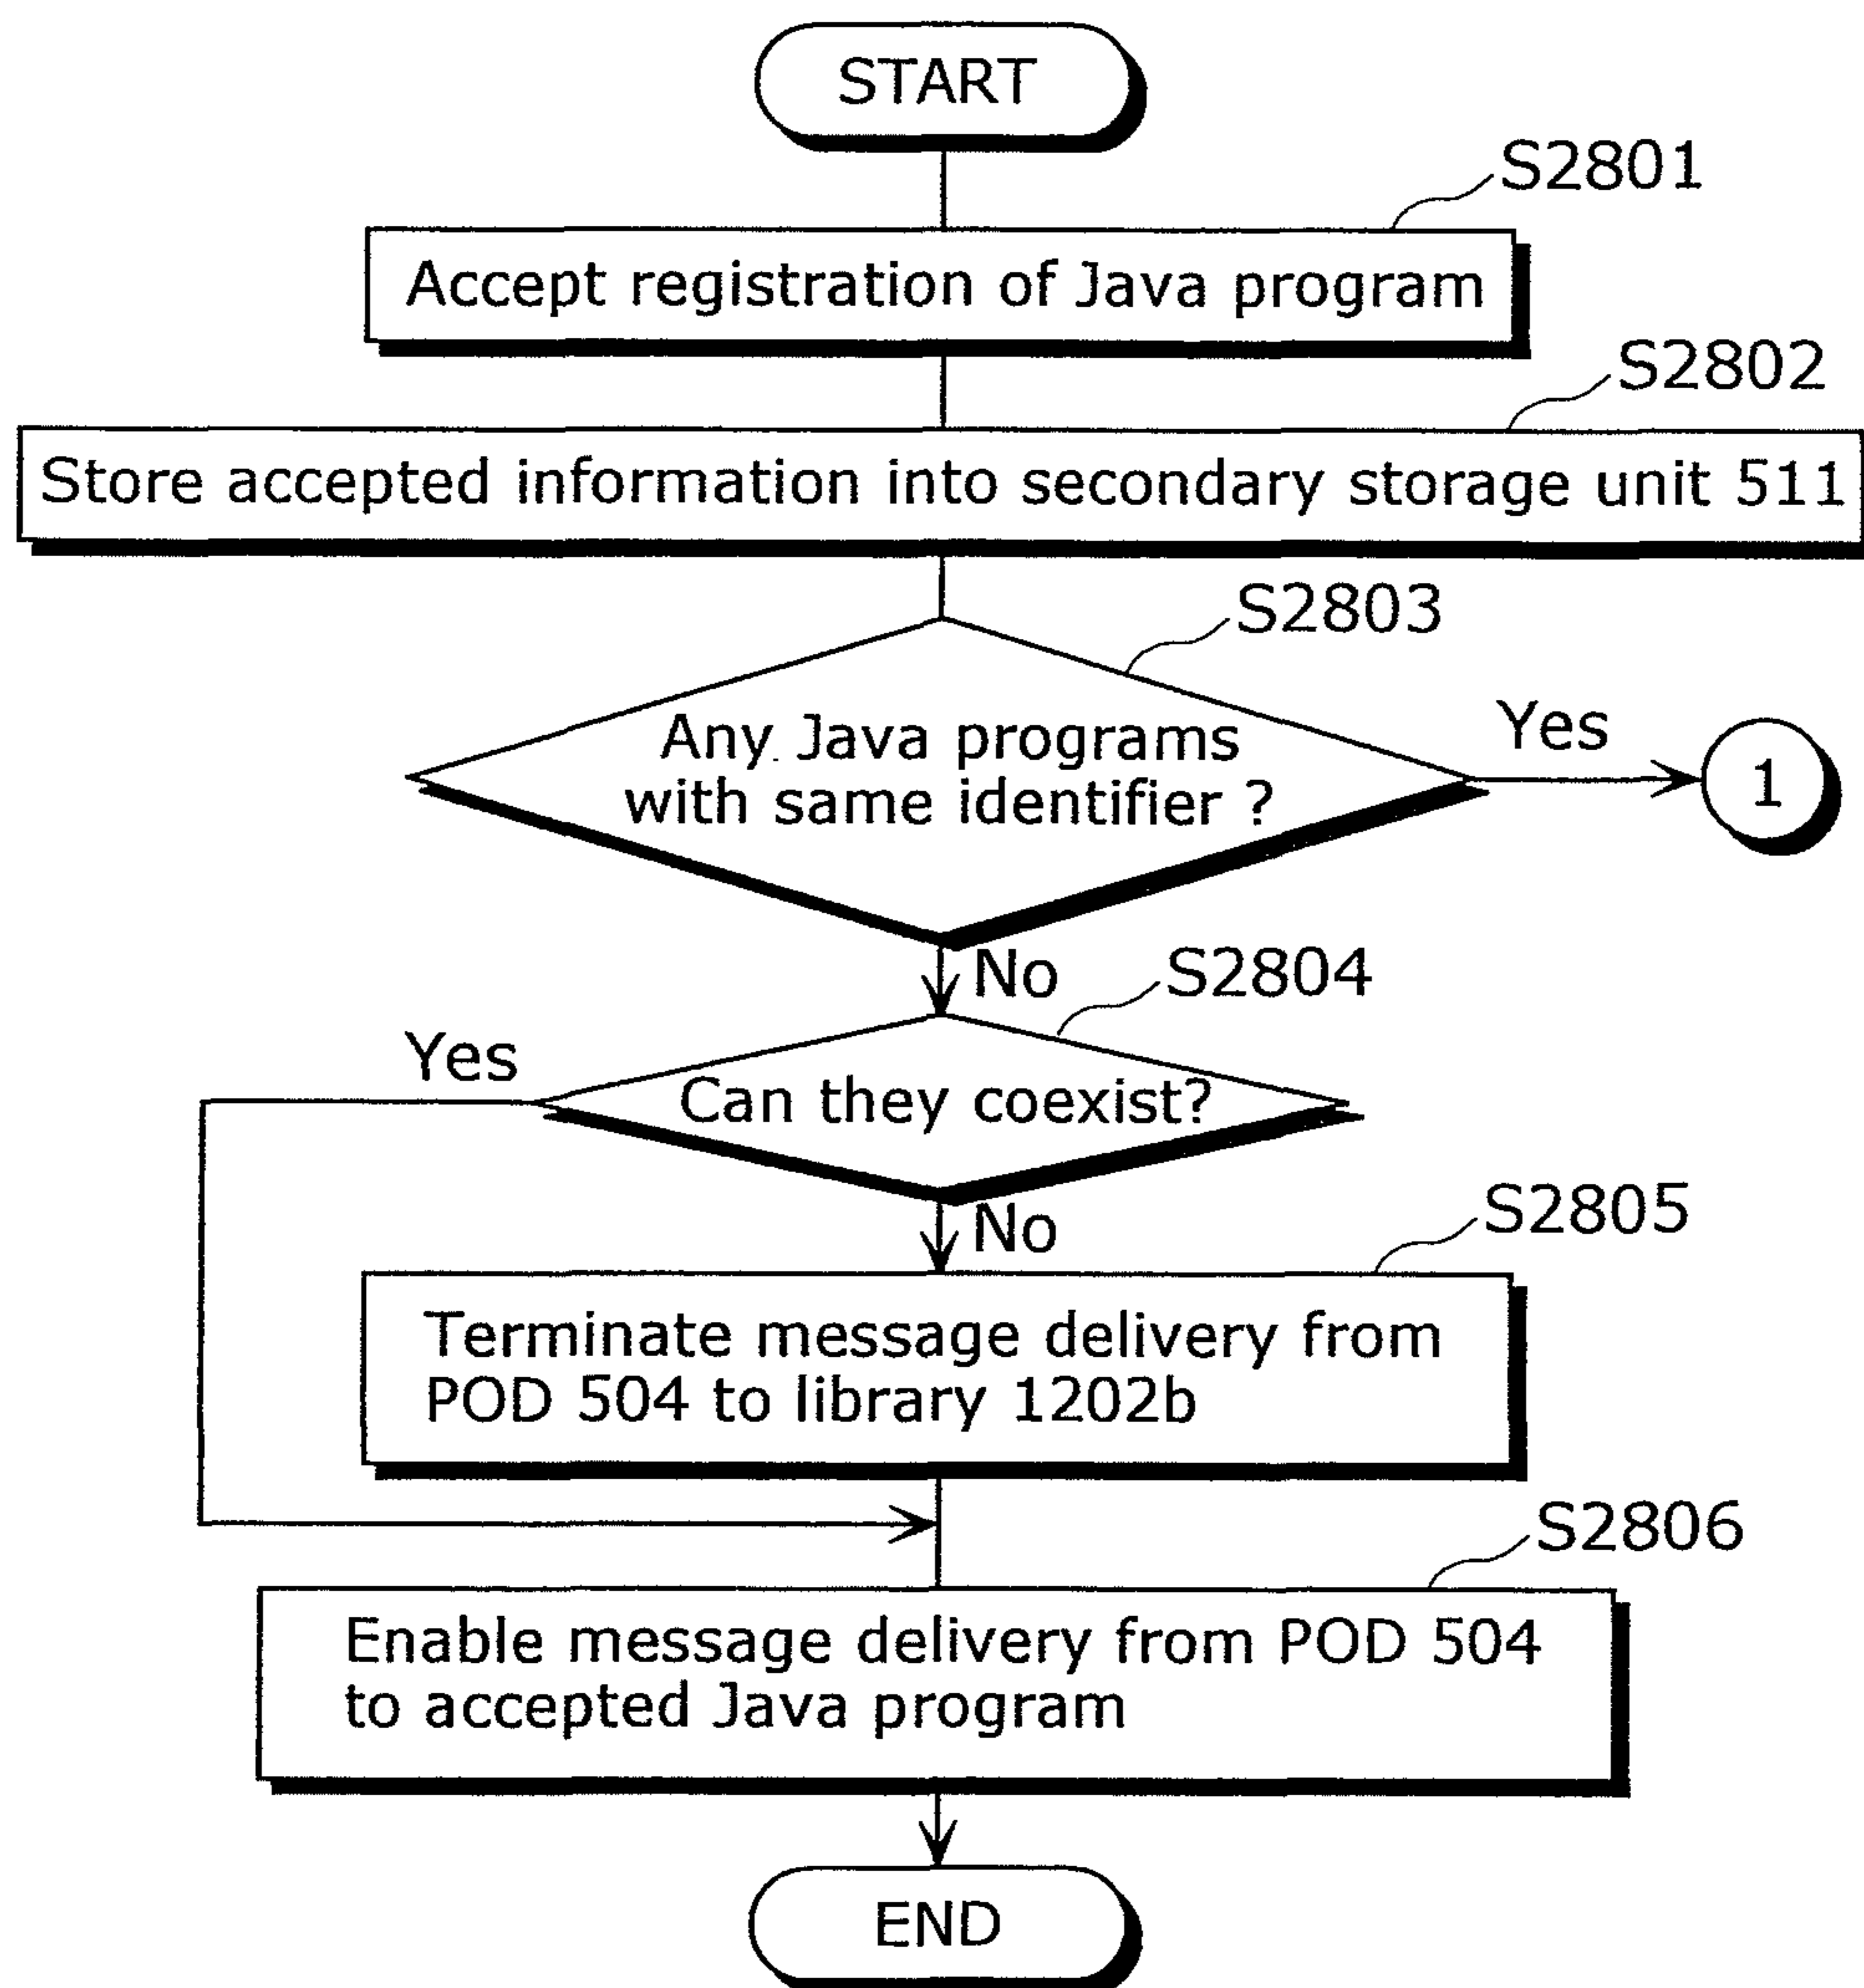 START
S2801
Accept registration of Java program
S2802
Store accepted information into secondary storage unit 511
S2803
Any Java programs
with same identifier ?
Yes
1
No
S2804
Yes
Can they coexist?
No
S2805
Terminate message delivery from
POD 504 to library 1202b
S2806
Enable message delivery from POD 504
to accepted Java program
END